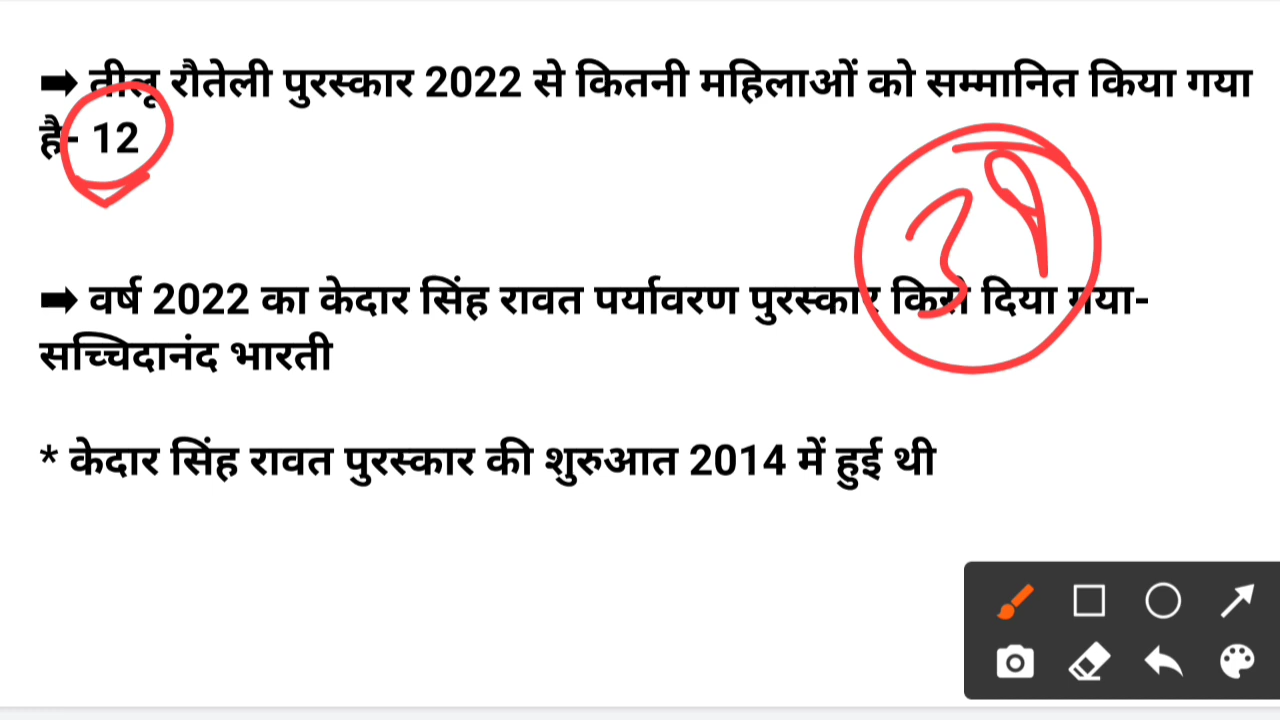 ➡ तीलू रौतेली पुरस्कार 2022 से कितनी महिलाओं को सम्मानित किया गया
है- 12
39
➡ वर्ष 2022 का केदार सिंह रावत पर्यावरण पुरस्कार किसे दिया गया-
सच्चिदानंद भारती
* केदार सिंह रावत पुरस्कार की शुरुआत 2014 में हुई थी